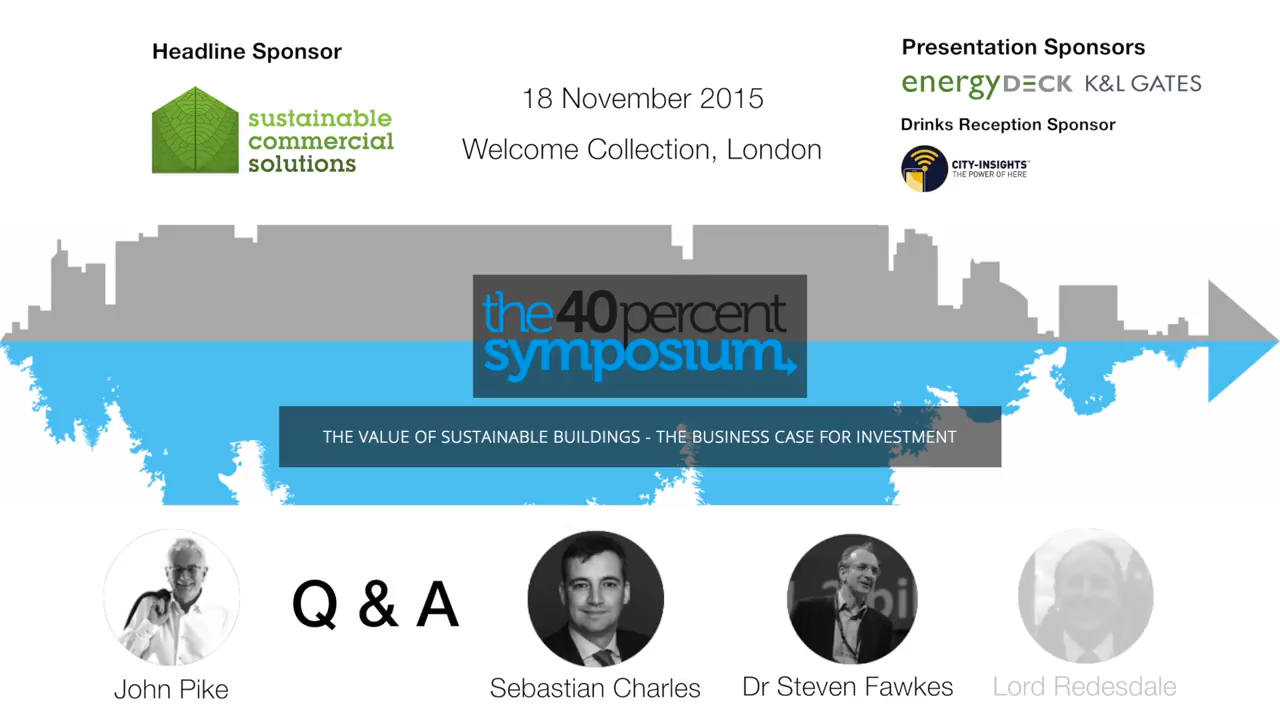 Headline Sponsor
sustainable
commercial
solutions
18 November 2015
Welcome Collection, London
Presentation Sponsors
energyDECK K&L GATES
Drinks Reception Sponsor
CITY-INSIGHTS™
THE POWER OF HERE
the40percent
symposium
THE VALUE OF SUSTAINABLE BUILDINGS - THE BUSINESS CASE FOR INVESTMENT
Q & A
John Pike
Sebastian Charles
Dr Steven Fawkes
Lord Redesdale